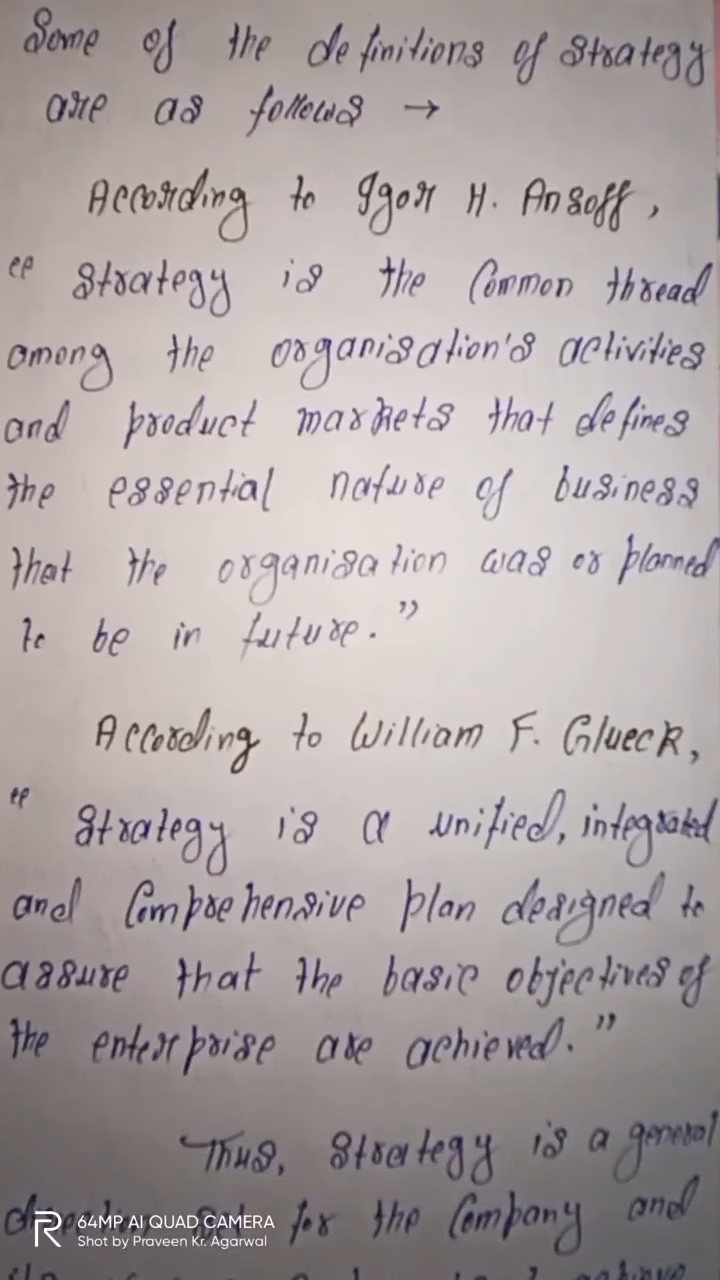 Some of the definitions of strategy
are as follows →
According to Igor H. Ansoff,
“ Strategy is the Common thread
among the organisation's activities
and product markets that defines
the essential nature of business
that the organisation was or planned
to be in future.”
According to William F. Glueck,
“ Strategy is a unified, integrated
and Comprehensive plan designed to
assure that the basic objectives of
the enterprise are achieved.”
Thus, Strategy is a general
for the Company and
64MP AI QUAD CAMERA
Shot by Praveen Kr. Agarwal